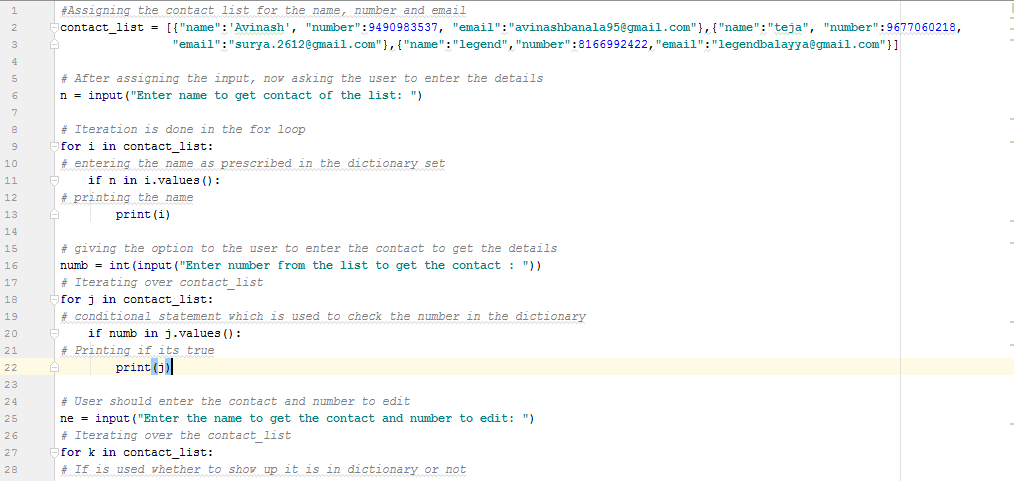 1 #Assigning the contact list for the name, number and email
2 contact_list = [{"name":'Avinash', "number":9490983537, "email":"avinashbanala95@gmail.com"},{"name":"teja", "number":9677060218,
3 "email":"surya.2612@gmail.com"},{"name":"legend","number":8166992422,"email":"legendbalayya@gmail.com"}]
4
5 # After assigning the input, now asking the user to enter the details
6 n = input("Enter name to get contact of the list: ")
7
8 # Iteration is done in the for loop
9 for i in contact_list:
10 # entering the name as prescribed in the dictionary set
11 if n in i.values():
12 # printing the name
13 print(i)
14
15 # giving the option to the user to enter the contact to get the details
16 numb = int(input("Enter number from the list to get the contact : "))
17 # Iterating over contact_list
18 for j in contact_list:
19 # conditional statement which is used to check the number in the dictionary
20 if numb in j.values():
21 # Printing if its true
22 print(j)
23
24 # User should enter the contact and number to edit
25 ne = input("Enter the name to get the contact and number to edit: ")
26 # Iterating over the contact_list
27 for k in contact_list:
28 # If is used whether to show up it is in dictionary or not